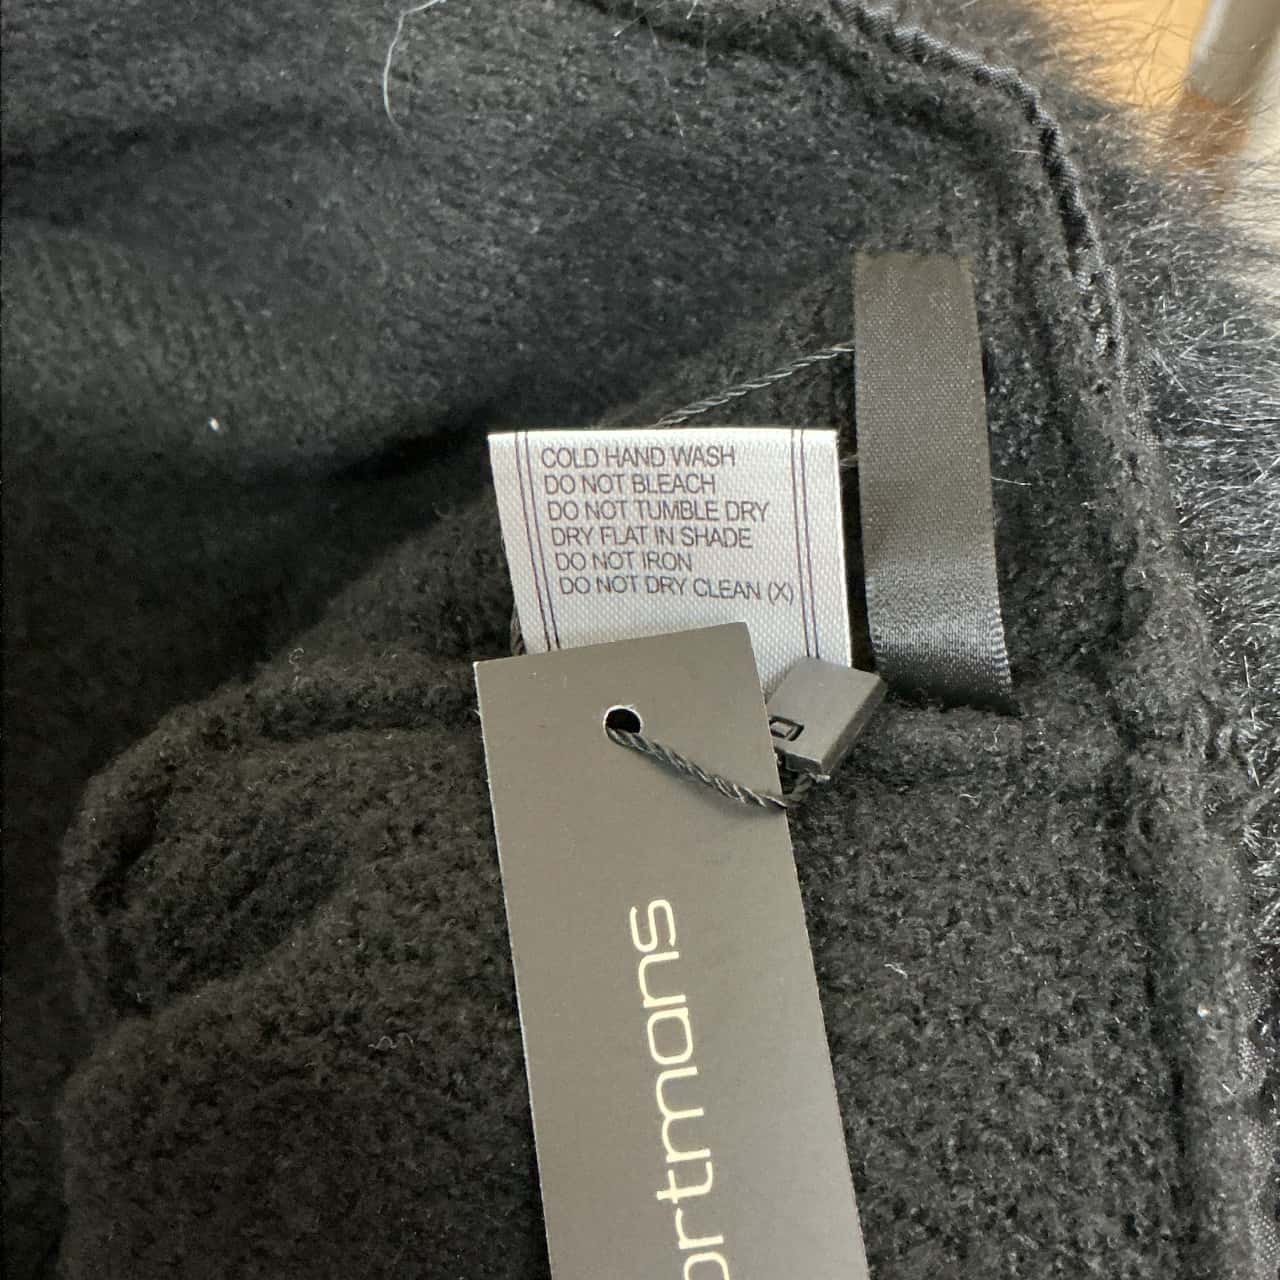 COLD HAND WASH
DO NOT BLEACH
DO NOT TUMBLE DRY
DRY FLAT IN SHADE
DO NOT IRON
DO NOT DRY CLEAN (X)
ortmans